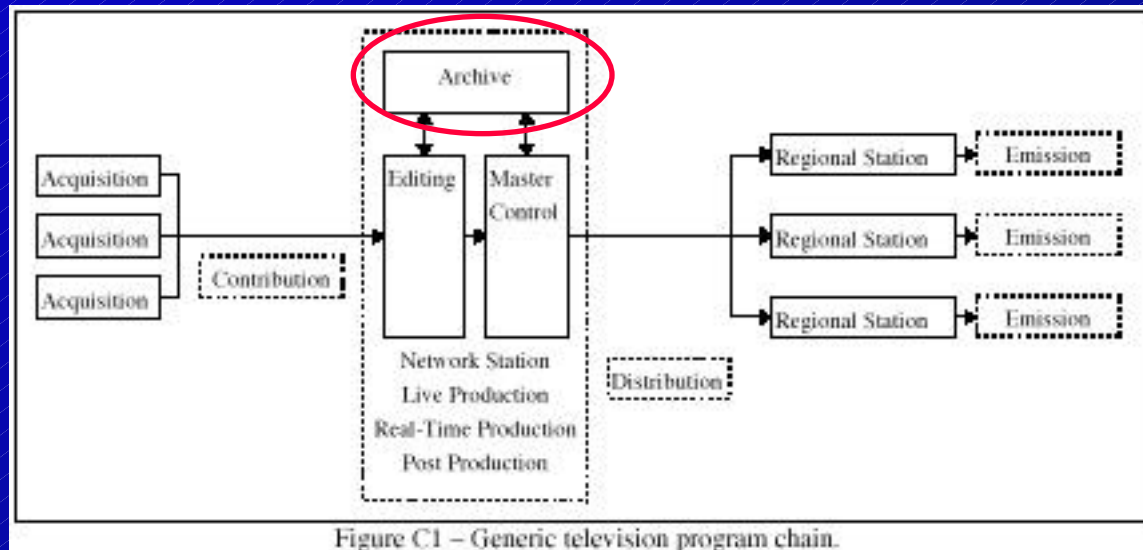 Archive
Acquisition
Acquisition
Acquisition
Contribution
Editing
Master
Control
Network Station
Live Production
Real-Time Production
Post Production
Distribution
Regional Station
Emission
Regional Station
Emission
Regional Station
Emission
Figure C1 – Generic television program chain.